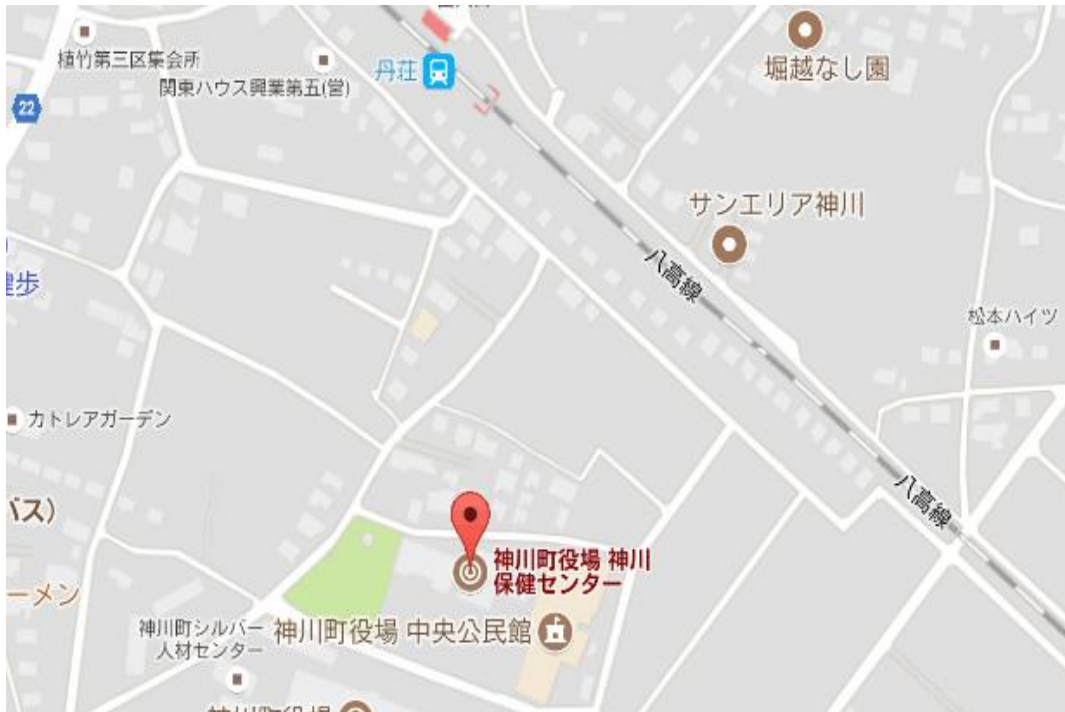 植竹第三区集会所
関東ハウス興業第五(営)
丹荘
堀越なし園
22
サンエリア神川
八高線
健歩
松本ハイツ
カトレアガーデン
八高線
バス)
神川町役場 神川
保健センター
ーメン
神川町シルバー
人材センター
神川町役場 中央公民館
神川町役場